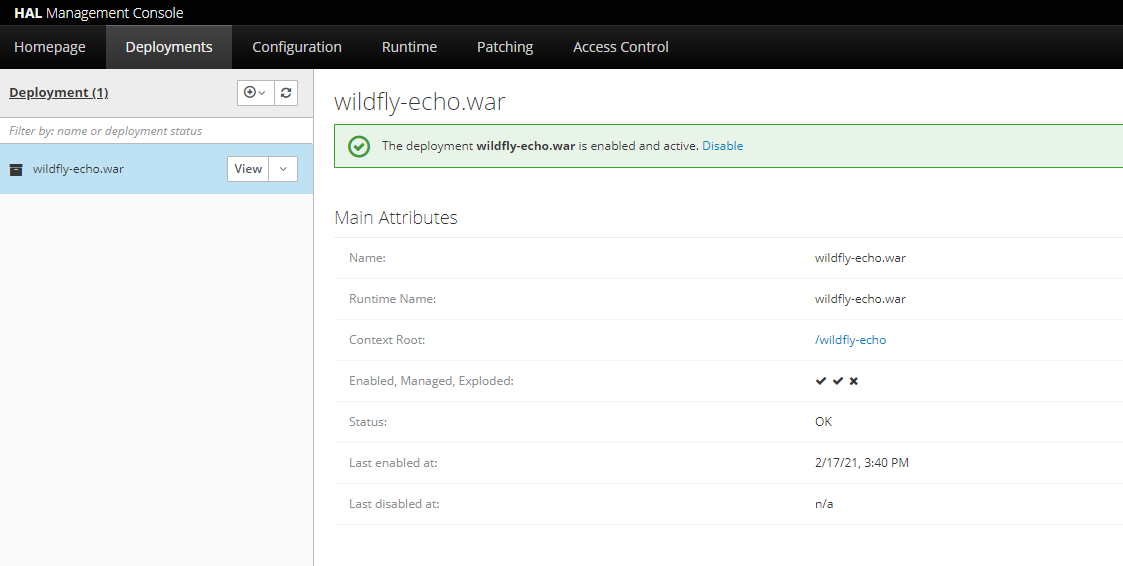 HAL Management Console
Homepage Deployments Configuration Runtime Patching Access Control
Deployment (1)
Filter by: name or deployment status
wildfly-echo.war View
wildfly-echo.war
The deployment wildfly-echo.war is enabled and active. Disable
Main Attributes
Name: wildfly-echo.war
Runtime Name: wildfly-echo.war
Context Root: /wildfly-echo
Enabled, Managed, Exploded:
Status: OK
Last enabled at: 2/17/21, 3:40 PM
Last disabled at: n/a